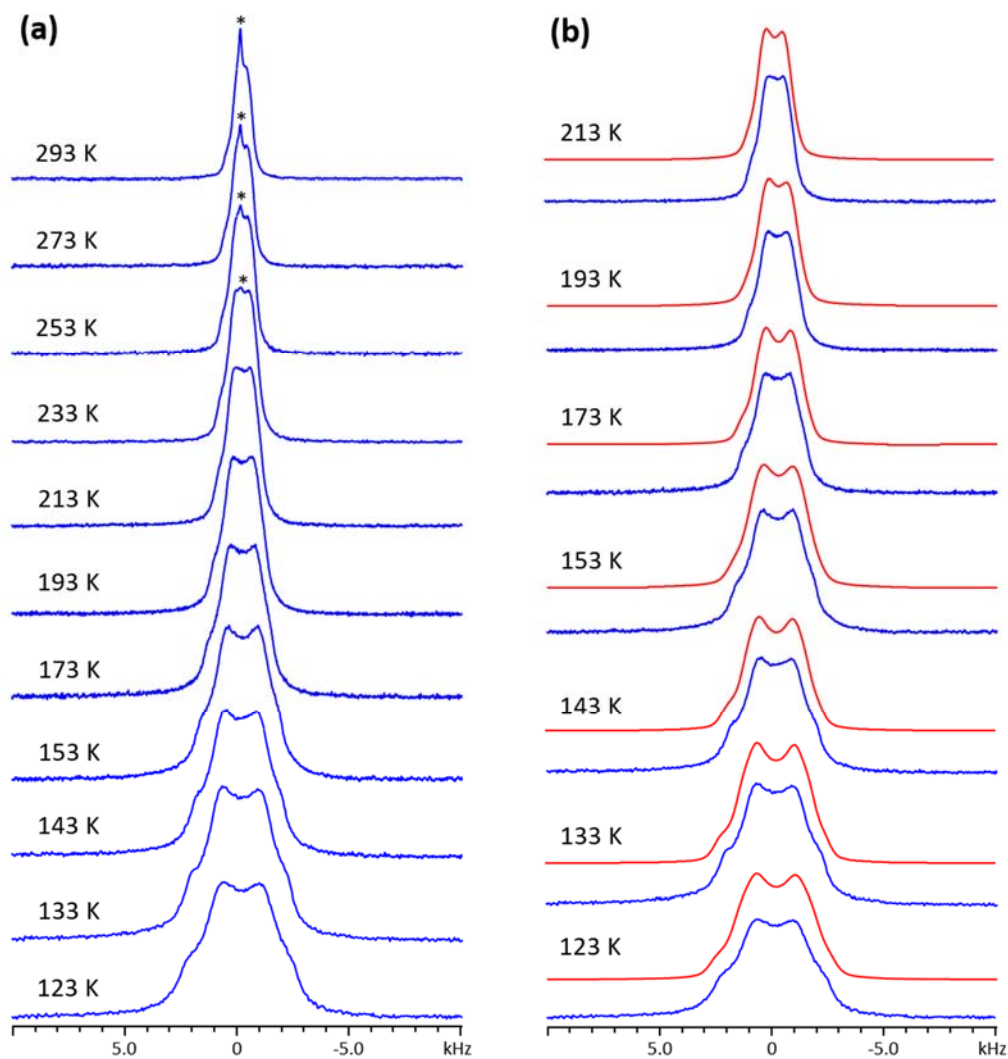 (a)
*
293 K
*
273 K
*
253 K
*
233 K
213 K
193 K
173 K
153 K
143 K
133 K
123 K
5.0 0 -5.0 kHz
(b)
213 K
193 K
173 K
153 K
143 K
133 K
123 K
5.0 0 -5.0 kHz